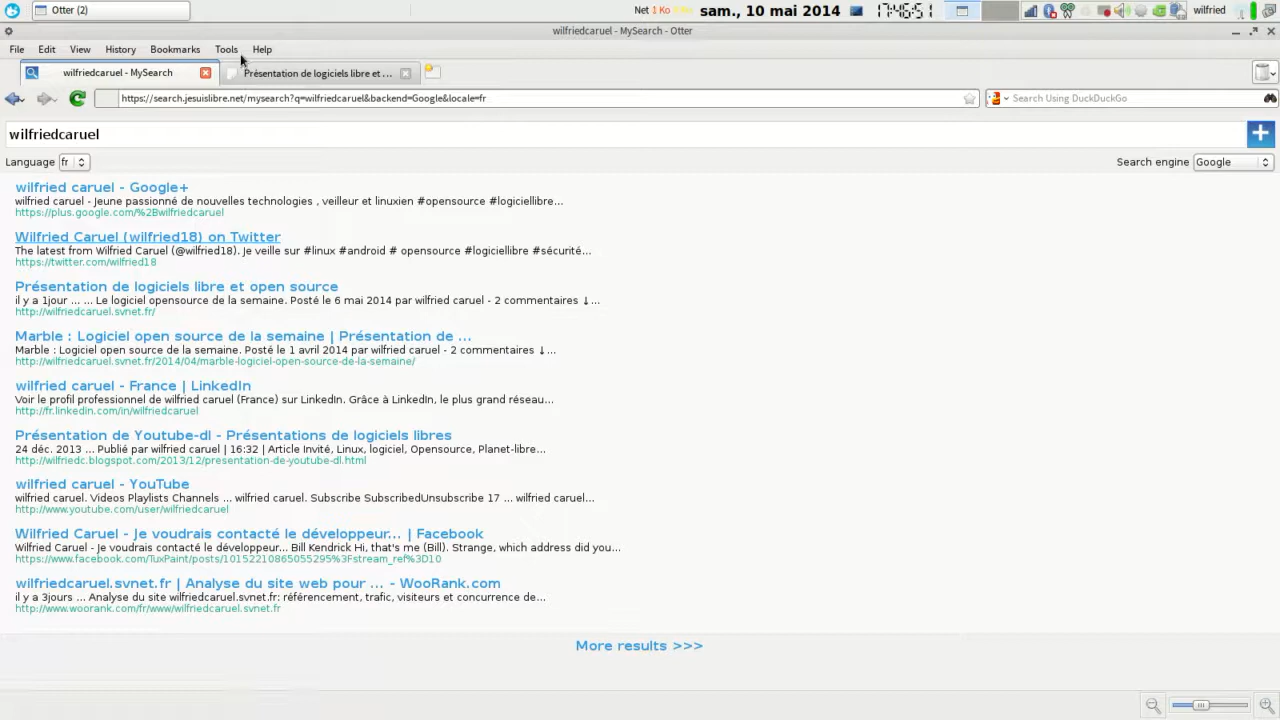 Otter (2)
Net 1 Ko
sam., 10 mai 2014
17:46:51
wilfried
wilfriedcaruel - MySearch - Otter
File Edit View History Bookmarks Tools Help
wilfriedcaruel - MySearch
Présentation de logiciels libre et ...
https://search.jesuislibre.net/mysearch?q=wilfriedcaruel&backend=Google&locale=fr
Search Using DuckDuckGo
wilfriedcaruel
Language fr
Search engine Google
wilfried caruel - Google+
wilfried caruel - Jeune passionné de nouvelles technologies , veilleur et linuxien #opensource #logiciellibre...
https://plus.google.com/%2Bwilfriedcaruel
Wilfried Caruel (wilfried18) on Twitter
The latest from Wilfried Caruel (@wilfried18). Je veille sur #linux #android # opensource #logiciellibre #sécurité...
https://twitter.com/wilfried18
Présentation de logiciels libre et open source
il y a 1jour ... ... Le logiciel opensource de la semaine. Posté le 6 mai 2014 par wilfried caruel - 2 commentaires ↓...
http://wilfriedcaruel.svnet.fr/
Marble : Logiciel open source de la semaine | Présentation de ...
Marble : Logiciel open source de la semaine. Posté le 1 avril 2014 par wilfried caruel - 2 commentaires ↓...
http://wilfriedcaruel.svnet.fr/2014/04/marble-logiciel-open-source-de-la-semaine/
wilfried caruel - France | LinkedIn
Voir le profil professionnel de wilfried caruel (France) sur LinkedIn. Grâce à LinkedIn, le plus grand réseau...
http://fr.linkedin.com/in/wilfriedcaruel
Présentation de Youtube-dl - Présentations de logiciels libres
24 déc. 2013 ... Publié par wilfried caruel | 16:32 | Article Invité, Linux, logiciel, Opensource, Planet-libre...
http://wilfriedc.blogspot.com/2013/12/presentation-de-youtube-dl.html
wilfried caruel - YouTube
wilfried caruel. Videos Playlists Channels ... wilfried caruel. Subscribe SubscribedUnsubscribe 17 ... wilfried caruel...
http://www.youtube.com/user/wilfriedcaruel
Wilfried Caruel - Je voudrais contacté le développeur... | Facebook
Wilfried Caruel - Je voudrais contacté le développeur... Bill Kendrick Hi, that's me (Bill). Strange, which address did you...
https://www.facebook.com/TuxPaint/posts/10152210865055295%3Fstream_ref%3D10
wilfriedcaruel.svnet.fr | Analyse du site web pour ... - WooRank.com
il y a 3jours ... Analyse du site wilfriedcaruel.svnet.fr: référencement, trafic, visiteurs et concurrence de...
http://www.woorank.com/fr/www/wilfriedcaruel.svnet.fr
More results >>>